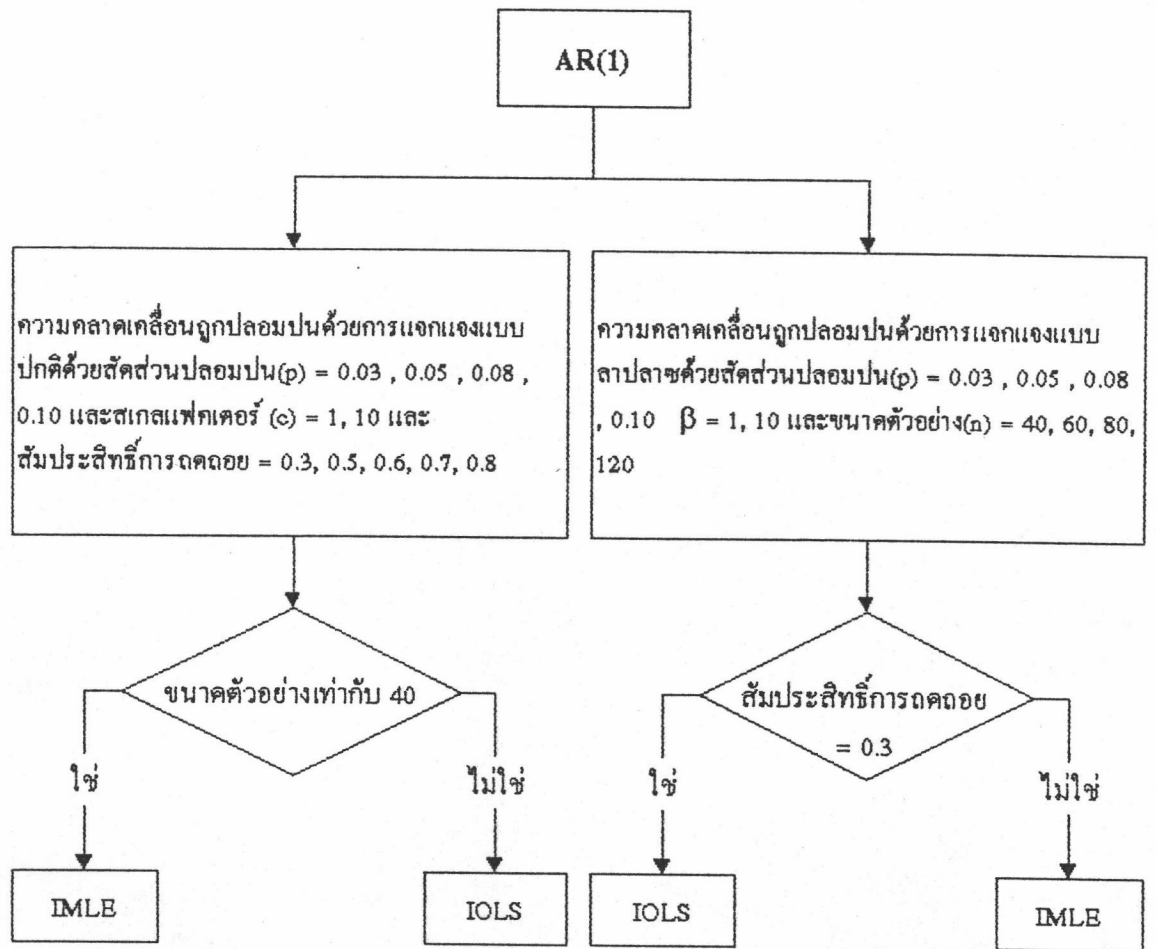 AR(1)
ความคลาดเคลื่อนถูกปลอมปนด้วยการแจกแจงแบบ
ปกติด้วยสัดส่วนปลอมปน(p) = 0.03 , 0.05 , 0.08 ,
0.10 และสเกลแฟคเตอร์ (c) = 1, 10 และ
สัมประสิทธิ์การถดถอย = 0.3, 0.5, 0.6, 0.7, 0.8
ความคลาดเคลื่อนถูกปลอมปนด้วยการแจกแจงแบบ
ลาปลาซด้วยสัดส่วนปลอมปน(p) = 0.03 , 0.05 , 0.08
, 0.10 β = 1, 10 และขนาดตัวอย่าง(n) = 40, 60, 80,
120
ขนาดตัวอย่างเท่ากับ 40
สัมประสิทธิ์การถดถอย
= 0.3
ใช่
ไม่ใช่
ใช่
ไม่ใช่
IMLE
IOLS
IOLS
IMLE